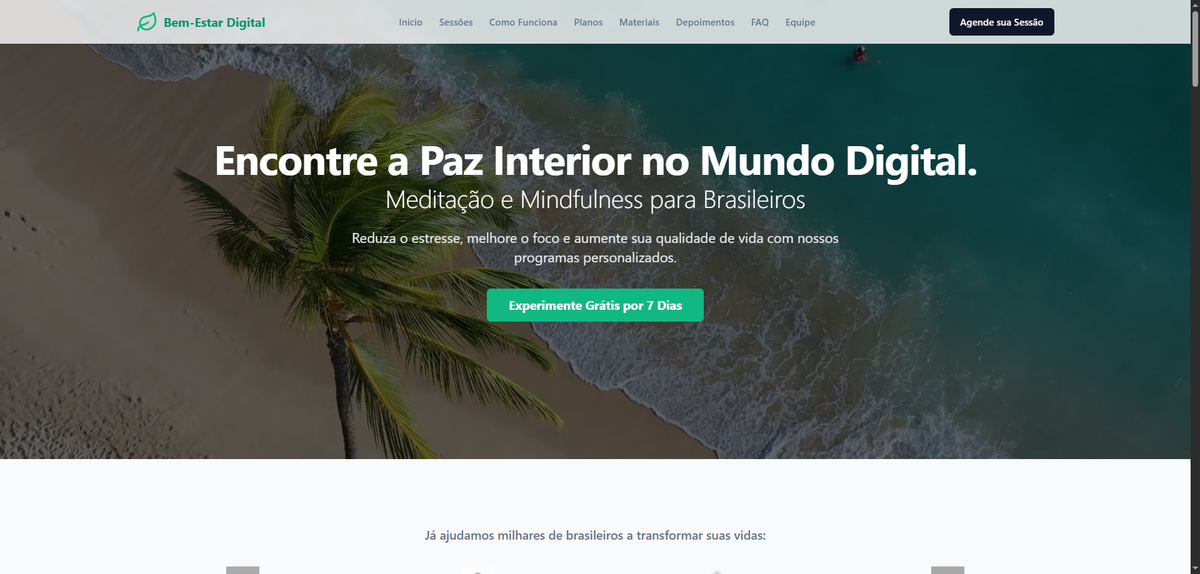 Bem-Estar Digital
Início
Sessões
Como Funciona
Planos
Materiais
Depoimentos
FAQ
Equipe
Agende sua Sessão
Encontre a Paz Interior no Mundo Digital.
Meditação e Mindfulness para Brasileiros
Reduza o estresse, melhore o foco e aumente sua qualidade de vida com nossos
programas personalizados.
Experimente Grátis por 7 Dias
Já ajudamos milhares de brasileiros a transformar suas vidas: